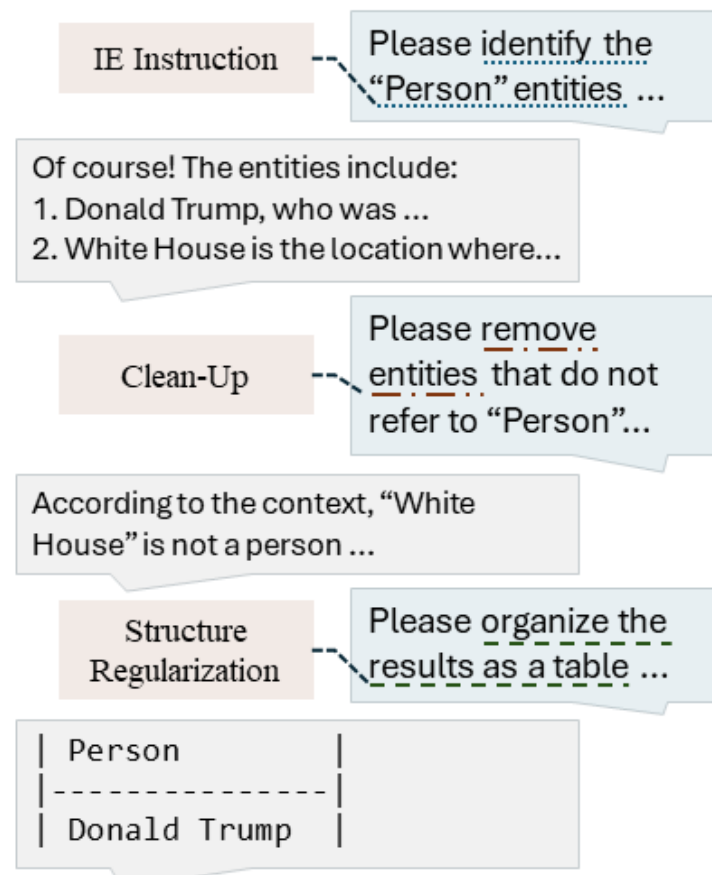 IE Instruction
Please identify the
“Person” entities ...
Of course! The entities include:
1. Donald Trump, who was ...
2. White House is the location where...
Clean-Up
Please remove
entities that do not
refer to “Person”...
According to the context, “White
House” is not a person ...
Structure
Regularization
Please organize the
results as a table ...
| Person |
|---------------|
| Donald Trump |